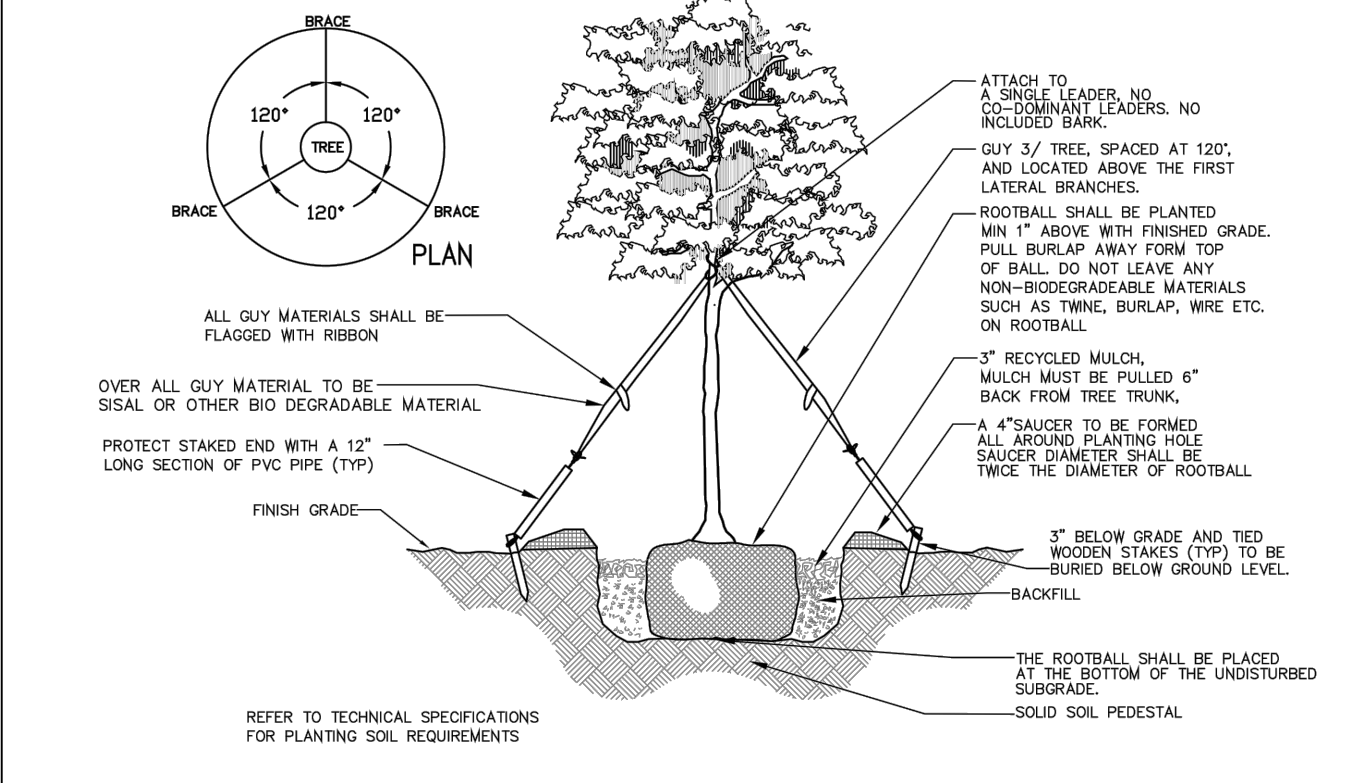 BRACE
120°
120°
TREE
120°
BRACE
BRACE
PLAN
ALL GUY MATERIALS SHALL BE
FLAGGED WITH RIBBON
OVER ALL GUY MATERIAL TO BE
SISAL OR OTHER BIO DEGRADABLE MATERIAL
PROTECT STAKED END WITH A 12"
LONG SECTION OF PVC PIPE (TYP)
FINISH GRADE
ATTACH TO
A SINGLE LEADER, NO
CO-DOMINANT LEADERS. NO
INCLUDED BARK.
GUY 3/ TREE, SPACED AT 120°,
AND LOCATED ABOVE THE FIRST
LATERAL BRANCHES.
ROOTBALL SHALL BE PLANTED
MIN 1" ABOVE WITH FINISHED GRADE.
PULL BURLAP AWAY FORM TOP
OF BALL. DO NOT LEAVE ANY
NON-BIODEGRADEABLE MATERIALS
SUCH AS TWINE, BURLAP, WIRE ETC.
ON ROOTBALL
3" RECYCLED MULCH,
MULCH MUST BE PULLED 6"
BACK FROM TREE TRUNK,
A 4"SAUCER TO BE FORMED
ALL AROUND PLANTING HOLE
SAUCER DIAMETER SHALL BE
TWICE THE DIAMETER OF ROOTBALL
3" BELOW GRADE AND TIED
WOODEN STAKES (TYP) TO BE
BURIED BELOW GROUND LEVEL.
BACKFILL
THE ROOTBALL SHALL BE PLACED
AT THE BOTTOM OF THE UNDISTURBED
SUBGRADE.
SOLID SOIL PEDESTAL
REFER TO TECHNICAL SPECIFICATIONS
FOR PLANTING SOIL REQUIREMENTS